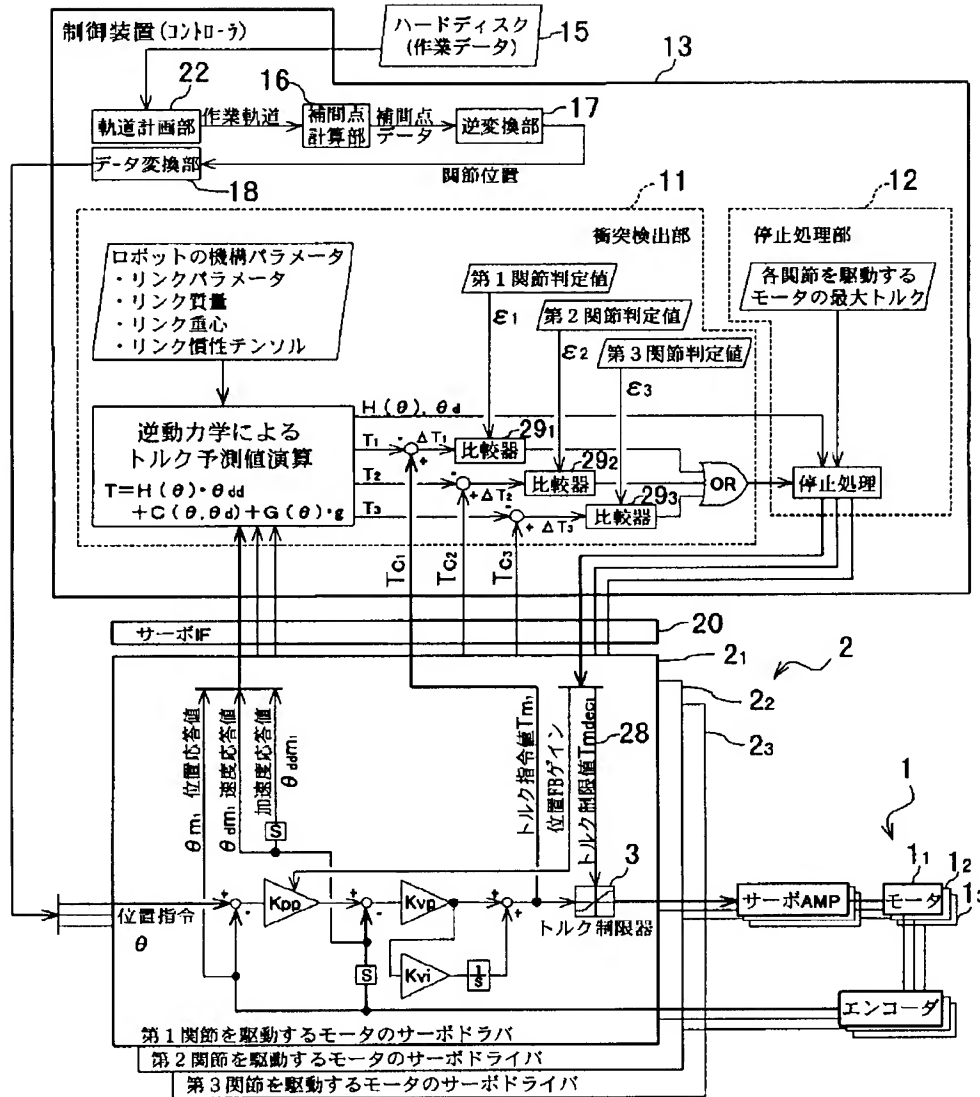 制御装置(コントローラ)
ハードディスク
(作業データ)
15
13
22
軌道計画部
作業軌道
16
補間点
計算部
補間点
データ
17
逆変換部
データ変換部
18
関節位置
11
12
衝突検出部
停止処理部
ロボットの機構パラメータ
・リンクパラメータ
・リンク質量
・リンク重心
・リンク慣性テンソル
第1関節判定値
ε1
第2関節判定値
ε2
第3関節判定値
ε3
各関節を駆動する
モータの最大トルク
逆動力学による
トルク予測値演算
T=H(θ)・θdd
+C(θ,θd)+G(θ)・g
H(θ), θd
T1
-
+
ΔT1
291
比較器
T2
-
+
ΔT2
292
比較器
T3
-
+
ΔT3
293
比較器
OR
停止処理
Tc1
Tc2
Tc3
サーボIF
20
21
2
22
23
θm1 位置応答値
θdm1 速度応答値
加速度応答値
θddm1
トルク指令値Tm1
位置FBゲイン
トルク制限値Tmdec1
28
S
3
1
11
12
13
位置指令
θ
+
-
Kpp
+
-
Kvp
+
+
トルク制限器
サーボAMP
モータ
S
Kvi
1/s
エンコーダ
第1関節を駆動するモータのサーボドラバ
第2関節を駆動するモータのサーボドライバ
第3関節を駆動するモータのサーボドライバ